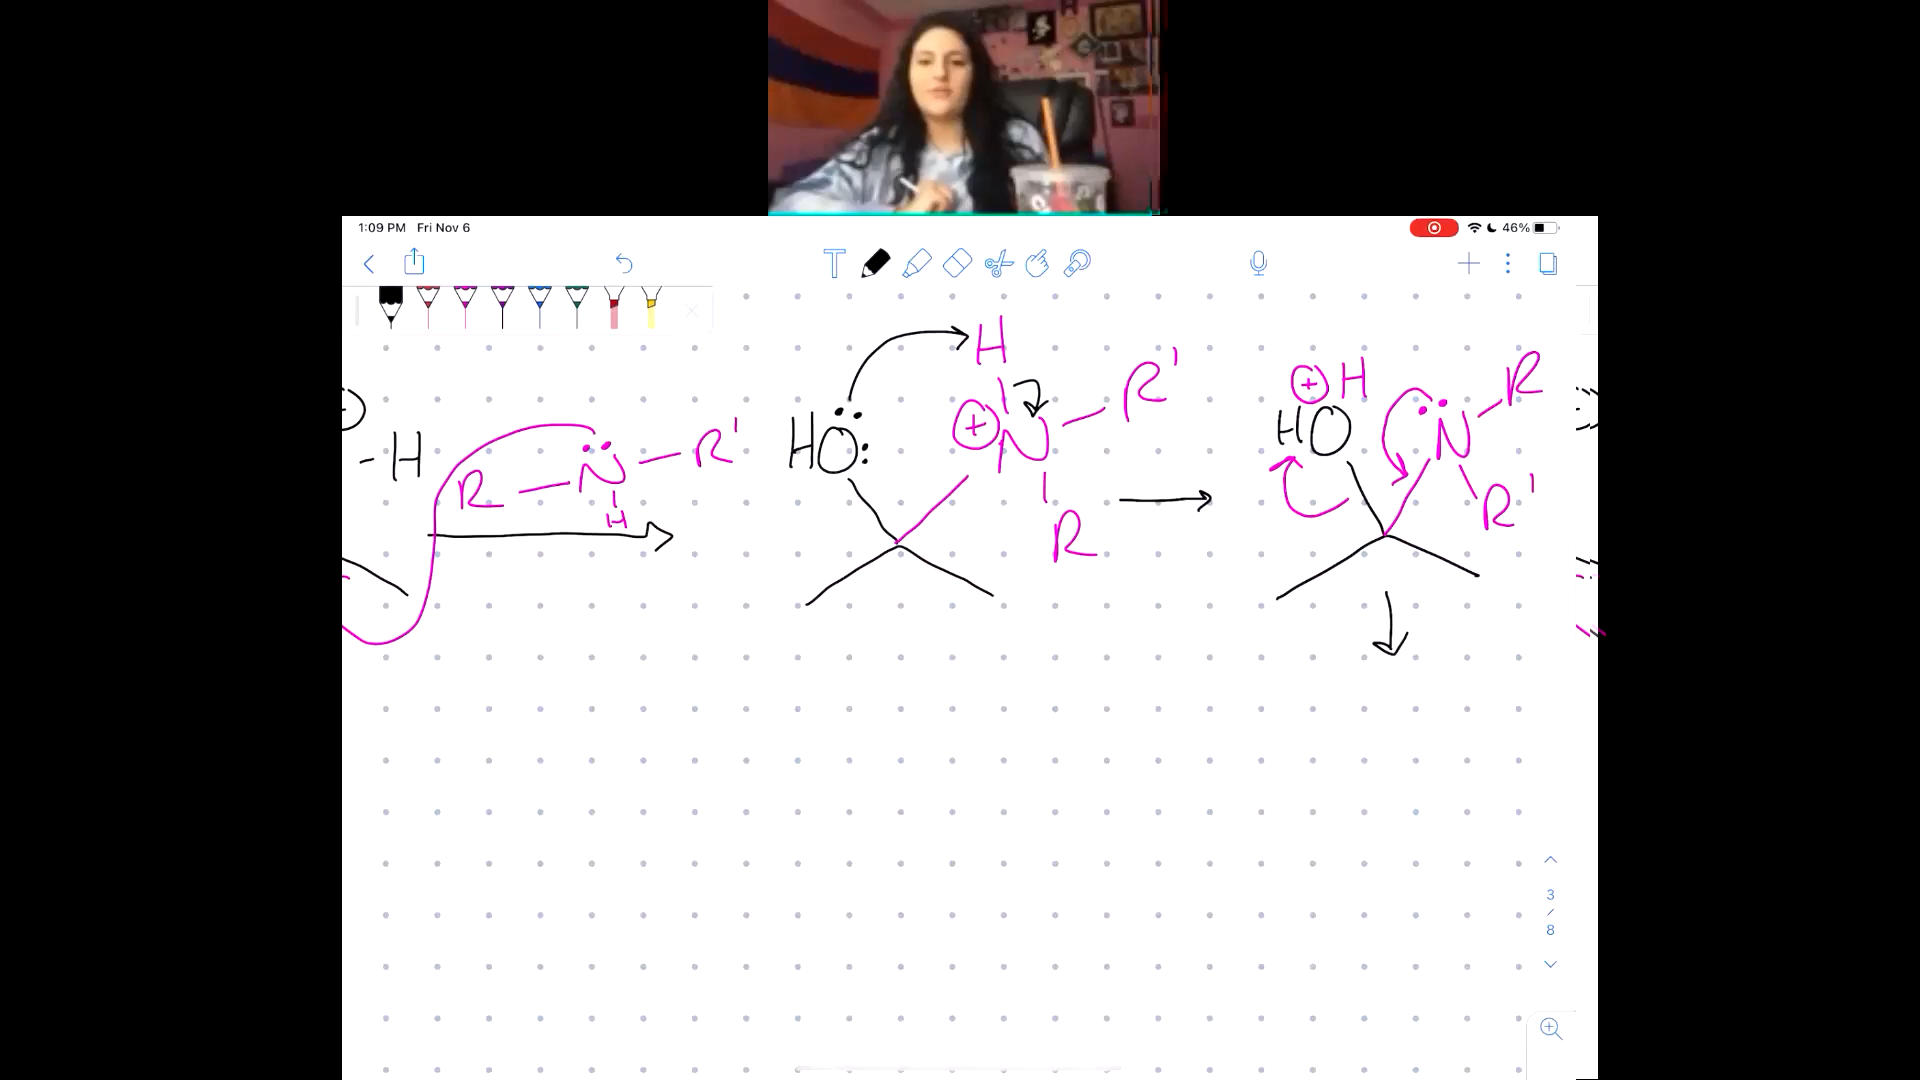 1:09 PM Fri Nov 6
46%
T
H
R'
⊕ H
R
-H
R N R'
H
HO:
⊕N
R
HO
N
R'
3
/
8